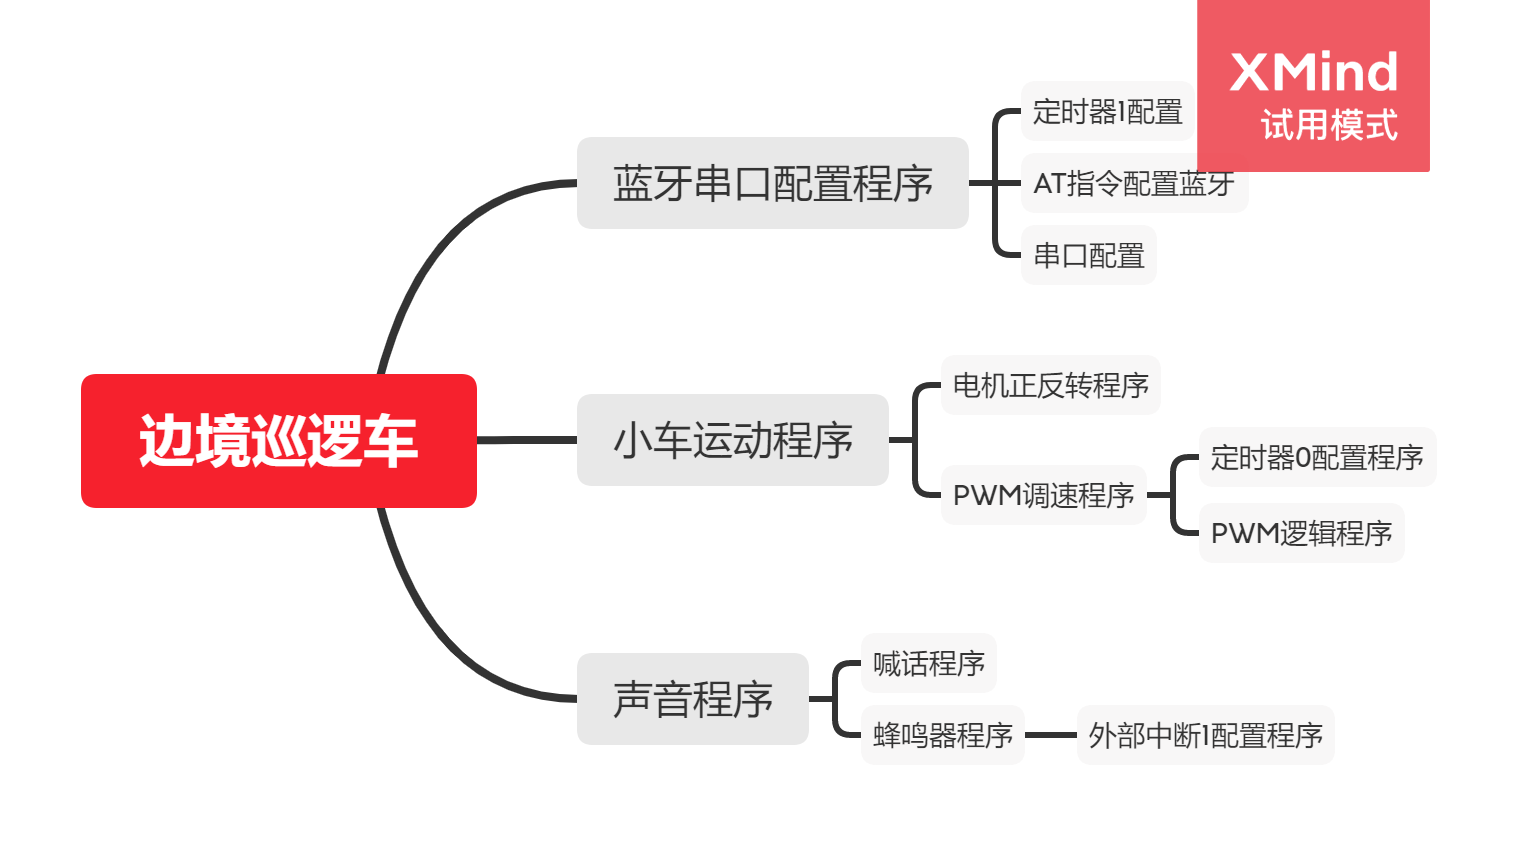 XMind
试用模式
定时器1配置
蓝牙串口配置程序
AT指令配置蓝牙
串口配置
边境巡逻车
小车运动程序
电机正反转程序
PWM调速程序
定时器0配置程序
PWM逻辑程序
声音程序
喊话程序
蜂鸣器程序
外部中断1配置程序